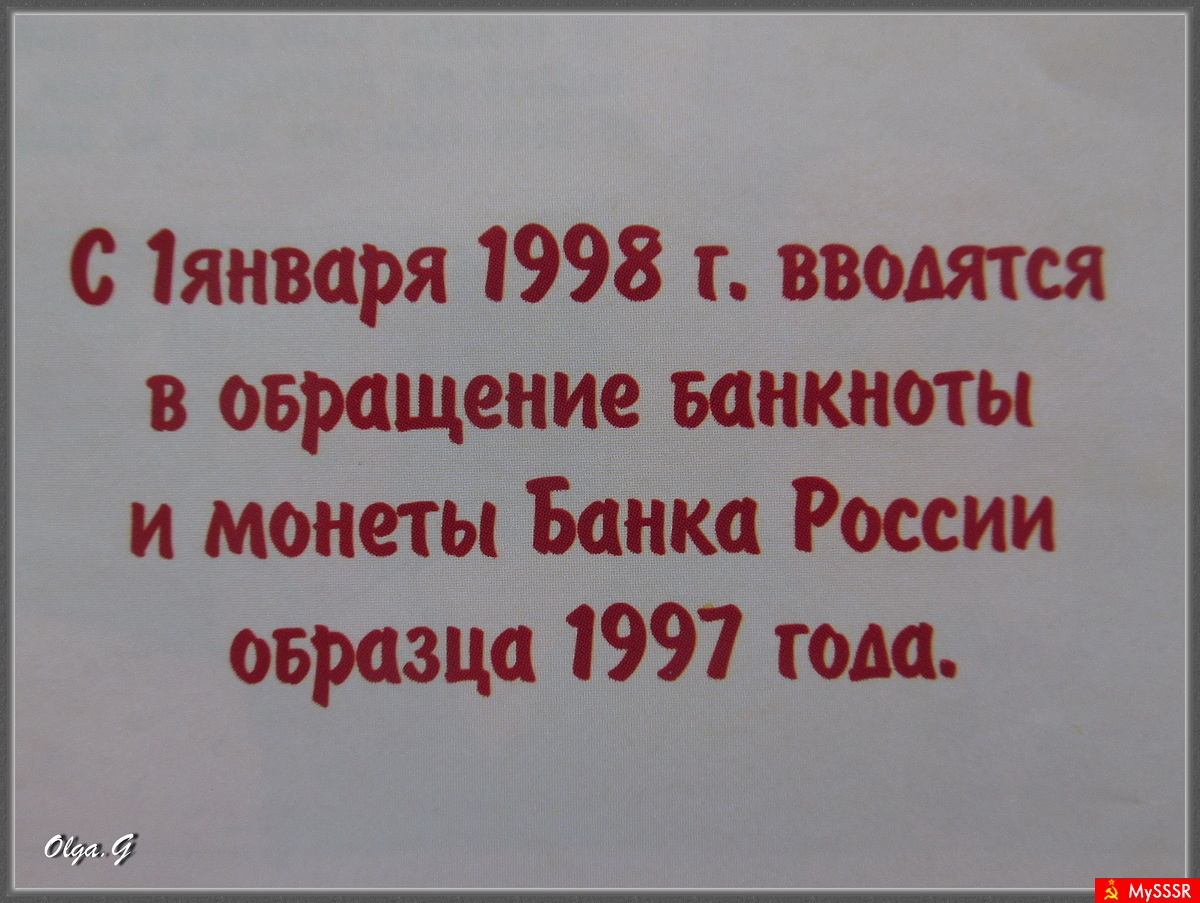 С 1января 1998 г. вводятся
в обращение банкноты
и монеты Банка России
образца 1997 года.
Olga.G
MySSSR